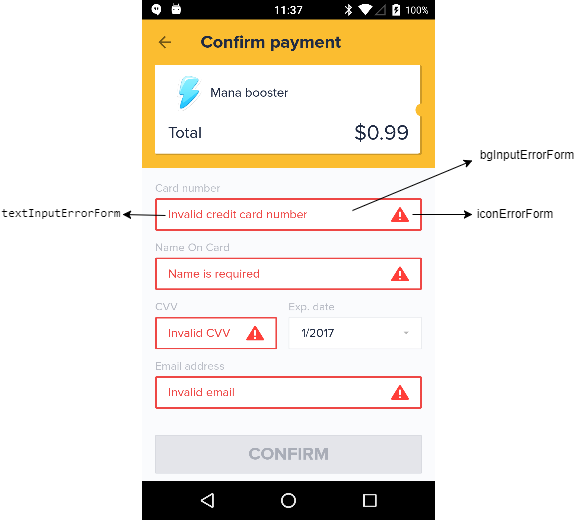 11:37
100%
Confirm payment
Mana booster
Total
$0.99
bgInputErrorForm
Card number
textInputErrorForm
Invalid credit card number
iconErrorForm
Name On Card
Name is required
CVV
Exp. date
Invalid CVV
1/2017
Email address
Invalid email
CONFIRM